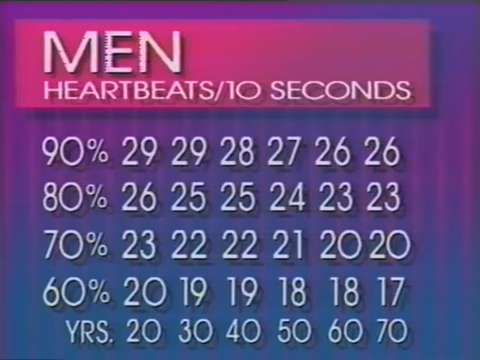 MEN
HEARTBEATS/10 SECONDS
90% 29 29 28 27 26 26
80% 26 25 25 24 23 23
70% 23 22 22 21 20 20
60% 20 19 19 18 18 17
YRS. 20 30 40 50 60 70